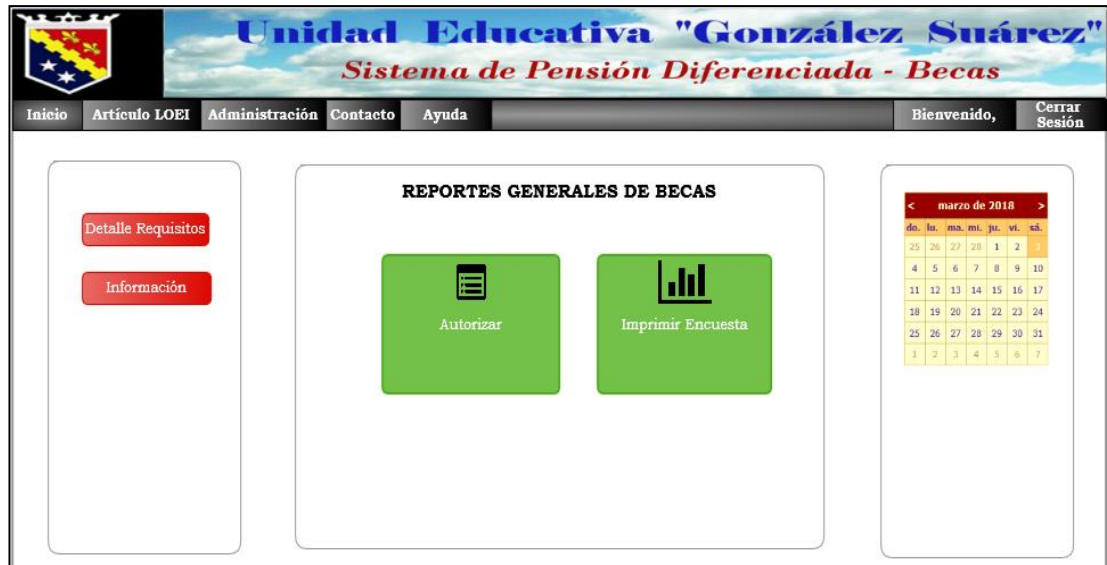 Unidad Educativa "González Suárez"
Sistema de Pensión Diferenciada - Becas
Inicio Artículo LOEI Administración Contacto Ayuda Bienvenido, Cerrar Sesión
Detalle Requisitos
Información
REPORTES GENERALES DE BECAS
Autorizar
Imprimir Encuesta
< marzo de 2018 >
do. lu. ma. mi. ju. vi. sá.
25 26 27 28 1 2 3
4 5 6 7 8 9 10
11 12 13 14 15 16 17
18 19 20 21 22 23 24
25 26 27 28 29 30 31
1 2 3 4 5 6 7